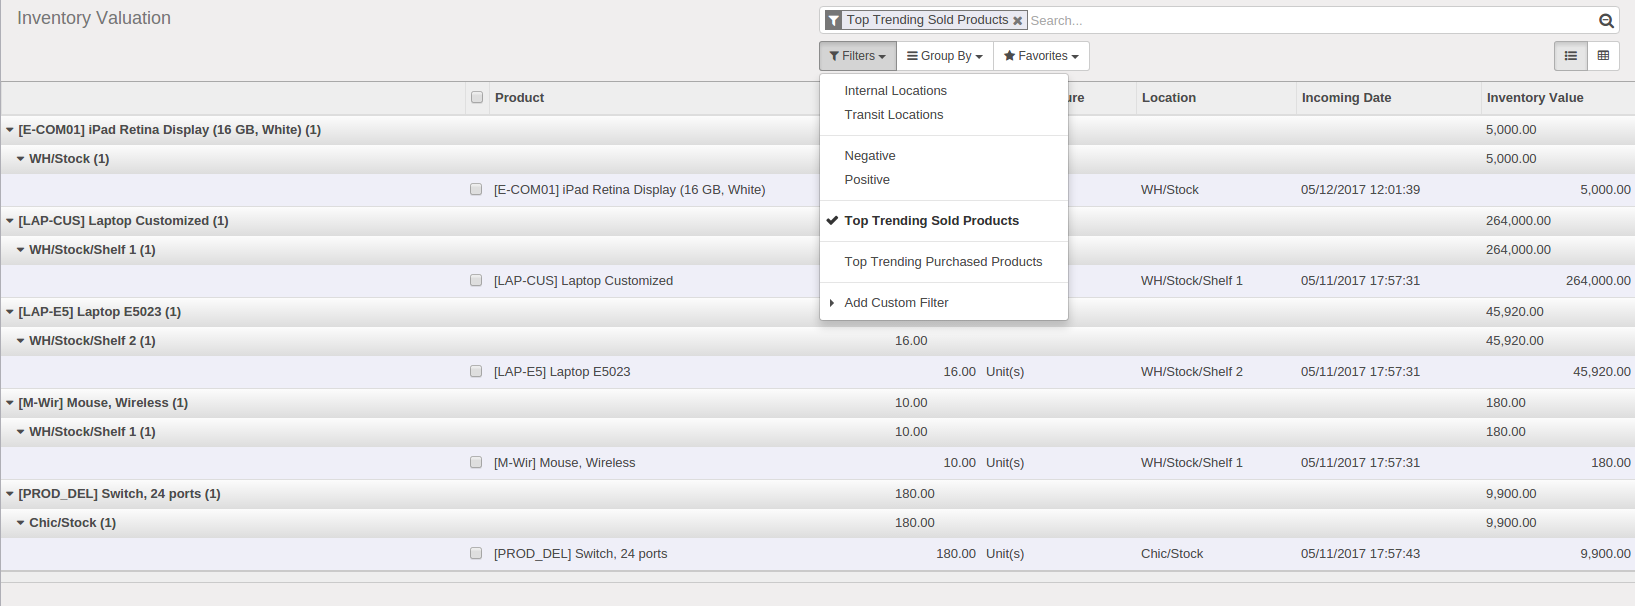 Inventory Valuation
Top Trending Sold Products Search...
Filters Group By Favorites
Internal Locations
Transit Locations
Negative
Positive
Top Trending Sold Products
Top Trending Purchased Products
Add Custom Filter
Product ure Location Incoming Date Inventory Value
[E-COM01] iPad Retina Display (16 GB, White) (1) 5,000.00
WH/Stock (1) 5,000.00
[E-COM01] iPad Retina Display (16 GB, White) WH/Stock 05/12/2017 12:01:39 5,000.00
[LAP-CUS] Laptop Customized (1) 264,000.00
WH/Stock/Shelf 1 (1) 264,000.00
[LAP-CUS] Laptop Customized WH/Stock/Shelf 1 05/11/2017 17:57:31 264,000.00
[LAP-E5] Laptop E5023 (1) 45,920.00
WH/Stock/Shelf 2 (1) 16.00 45,920.00
[LAP-E5] Laptop E5023 16.00 Unit(s) WH/Stock/Shelf 2 05/11/2017 17:57:31 45,920.00
[M-Wir] Mouse, Wireless (1) 10.00 180.00
WH/Stock/Shelf 1 (1) 10.00 180.00
[M-Wir] Mouse, Wireless 10.00 Unit(s) WH/Stock/Shelf 1 05/11/2017 17:57:31 180.00
[PROD_DEL] Switch, 24 ports (1) 180.00 9,900.00
Chic/Stock (1) 180.00 9,900.00
[PROD_DEL] Switch, 24 ports 180.00 Unit(s) Chic/Stock 05/11/2017 17:57:43 9,900.00